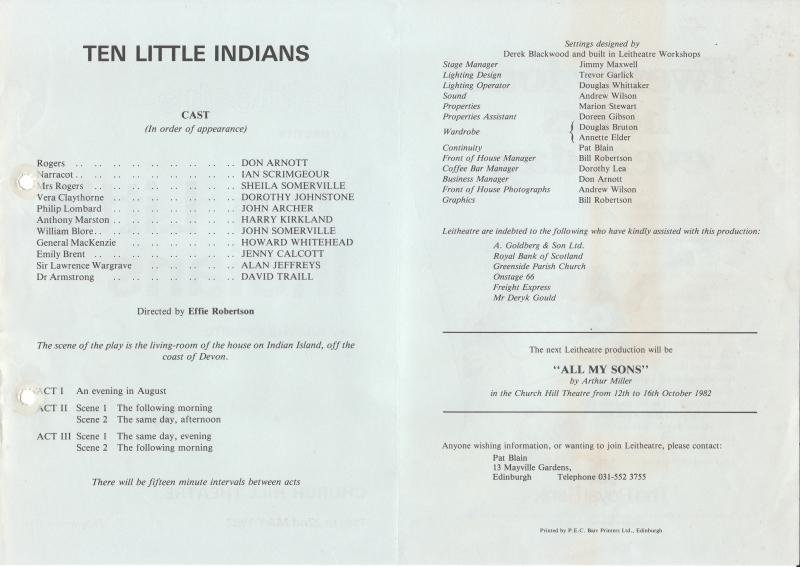 TEN LITTLE INDIANS
CAST
(In order of appearance)
Rogers .. .. .. .. .. .. .. .. .. DON ARNOTT
Narracot .. .. .. .. .. .. .. .. .. IAN SCRIMGEOUR
Mrs Rogers .. .. .. .. .. .. .. .. SHEILA SOMERVILLE
Vera Claythorne .. .. .. .. .. .. .. DOROTHY JOHNSTONE
Philip Lombard .. .. .. .. .. .. .. JOHN ARCHER
Anthony Marston .. .. .. .. .. .. .. HARRY KIRKLAND
William Blore .. .. .. .. .. .. .. .. JOHN SOMERVILLE
General MacKenzie .. .. .. .. .. .. .. HOWARD WHITEHEAD
Emily Brent .. .. .. .. .. .. .. .. JENNY CALCOTT
Sir Lawrence Wargrave .. .. .. .. .. ALAN JEFFREYS
Dr Armstrong .. .. .. .. .. .. .. DAVID TRAILL
Directed by Effie Robertson
The scene of the play is the living-room of the house on Indian Island, off the
coast of Devon.
ACT I An evening in August
ACT II Scene 1 The following morning
Scene 2 The same day, afternoon
ACT III Scene 1 The same day, evening
Scene 2 The following morning
There will be fifteen minute intervals between acts
Settings designed by
Derek Blackwood and built in Leitheatre Workshops
Stage Manager Jimmy Maxwell
Lighting Design Trevor Garlick
Lighting Operator Douglas Whittaker
Sound Andrew Wilson
Properties Marion Stewart
Properties Assistant Doreen Gibson
Wardrobe { Douglas Bruton
Annette Elder
Continuity Pat Blain
Front of House Manager Bill Robertson
Coffee Bar Manager Dorothy Lea
Business Manager Don Arnott
Front of House Photographs Andrew Wilson
Graphics Bill Robertson
Leitheatre are indebted to the following who have kindly assisted with this production:
A. Goldberg & Son Ltd.
Royal Bank of Scotland
Greenside Parish Church
Onstage 66
Freight Express
Mr Deryk Gould
The next Leitheatre production will be
"ALL MY SONS"
by Arthur Miller
in the Church Hill Theatre from 12th to 16th October 1982
Anyone wishing information, or wanting to join Leitheatre, please contact:
Pat Blain
13 Mayville Gardens,
Edinburgh Telephone 031-552 3755
Printed by P.E.C. Barr Printers Ltd., Edinburgh